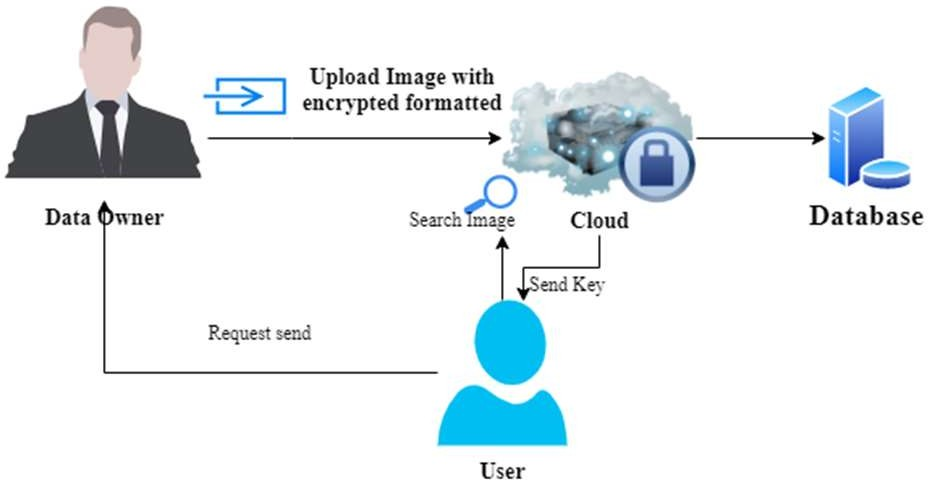 Upload Image with
encrypted formatted
Data Owner
Search Image
Cloud
Database
Send Key
Request send
User